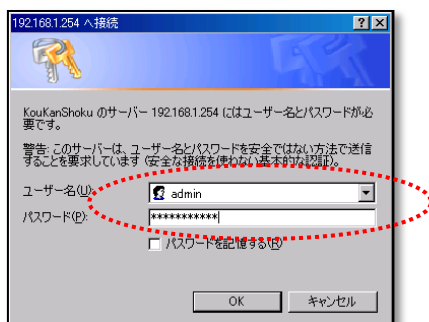 192.168.1.254 へ接続
KouKanShoku のサーバー 192.168.1.254 にはユーザー名とパスワードが必
要です。
警告: このサーバーは、ユーザー名とパスワードを安全ではない方法で送信
することを要求しています (安全な接続を使わない基本的な認証)。
ユーザー名(U):
admin
パスワード(P):
***********
パスワードを記憶する(R)
OK
キャンセル